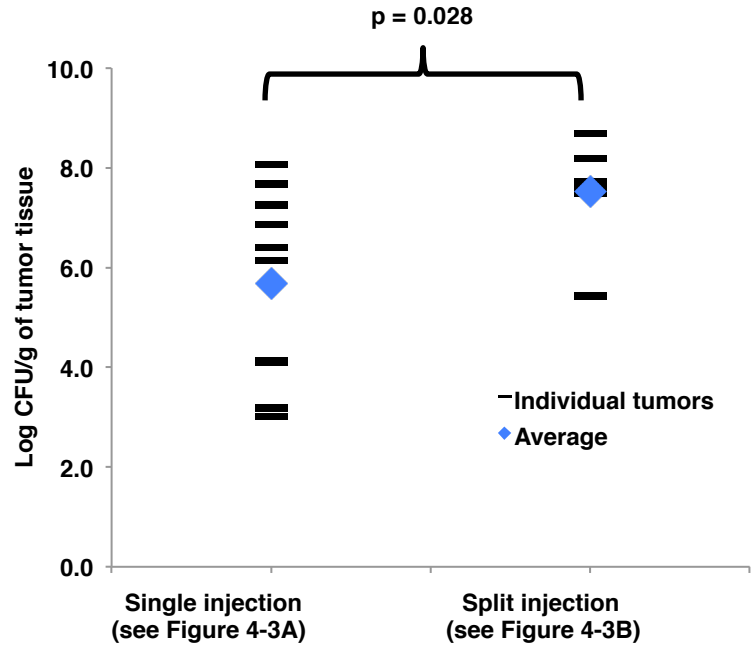 p = 0.028
10.0
8.0
6.0
4.0
2.0
0.0
Log CFU/g of tumor tissue
Individual tumors
Average
Single injection
(see Figure 4-3A)
Split injection
(see Figure 4-3B)